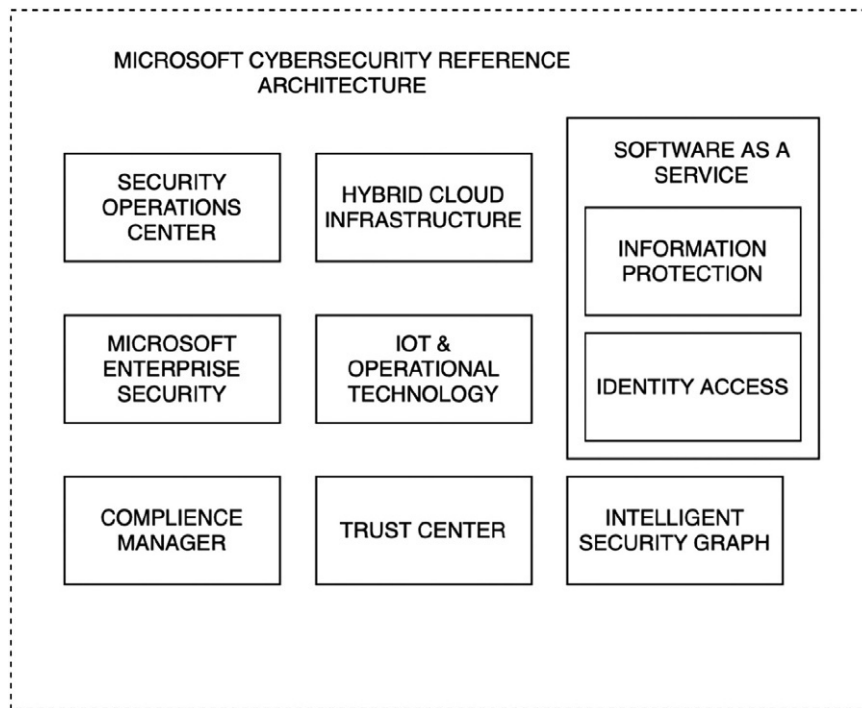 MICROSOFT CYBERSECURITY REFERENCE
ARCHITECTURE
SECURITY
OPERATIONS
CENTER
HYBRID CLOUD
INFRASTRUCTURE
SOFTWARE AS A
SERVICE
INFORMATION
PROTECTION
IDENTITY ACCESS
MICROSOFT
ENTERPRISE
SECURITY
IOT &
OPERATIONAL
TECHNOLOGY
COMPLIENCE
MANAGER
TRUST CENTER
INTELLIGENT
SECURITY GRAPH